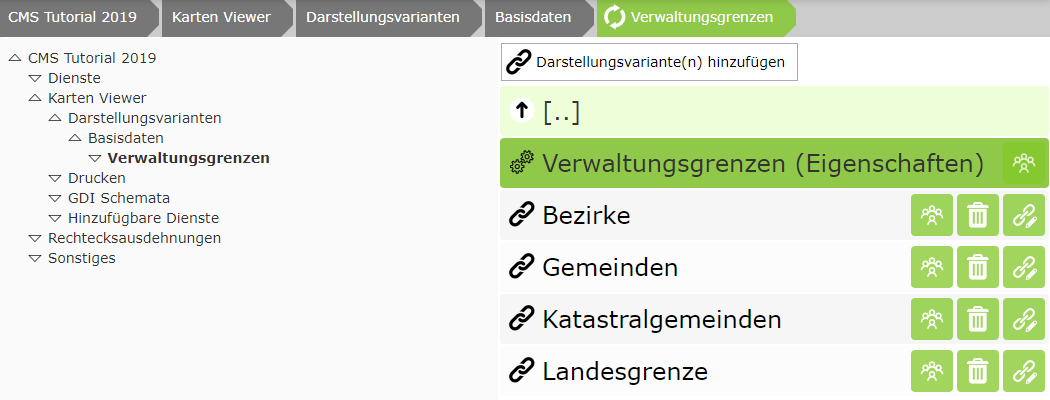 CMS Tutorial 2019 Karten Viewer Darstellungsvarianten Basisdaten Verwaltungsgrenzen
CMS Tutorial 2019
Dienste
Karten Viewer
Darstellungsvarianten
Basisdaten
Verwaltungsgrenzen
Drucken
GDI Schemata
Hinzufügbare Dienste
Rechtecksausdehnungen
Sonstiges
Darstellungsvariante(n) hinzufügen
[..]
Verwaltungsgrenzen (Eigenschaften)
Bezirke
Gemeinden
Katastralgemeinden
Landesgrenze